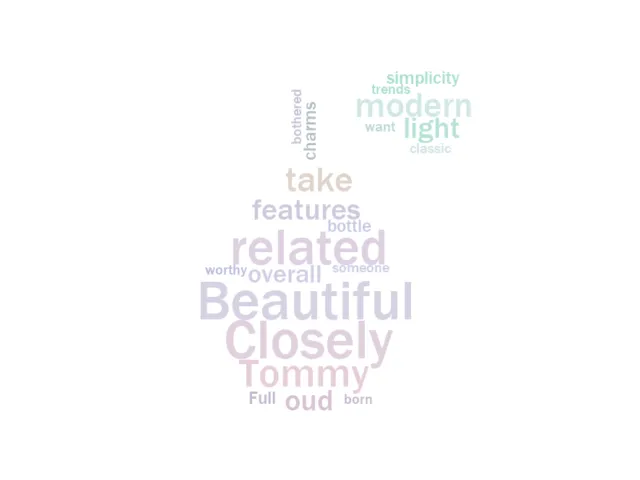 simplicity
trends
modern
want light
classic
bothered
charms
take
features
bottle
related
worthy overall someone
Beautiful
Closely
Tommy
Full oud born